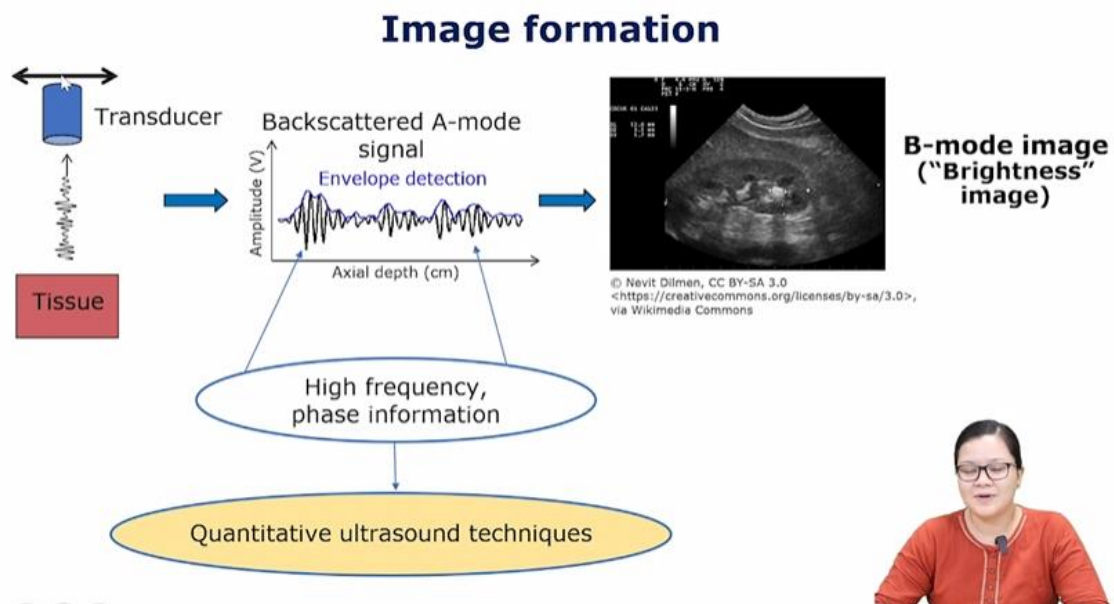 Image formation
Transducer
Tissue
Backscattered A-mode
signal
Envelope detection
Amplitude (V)
Axial depth (cm)
B-mode image
("Brightness"
image)
© Nevit Dilmen, CC BY-SA 3.0
<https://creativecommons.org/licenses/by-sa/3.0>,
via Wikimedia Commons
High frequency,
phase information
Quantitative ultrasound techniques